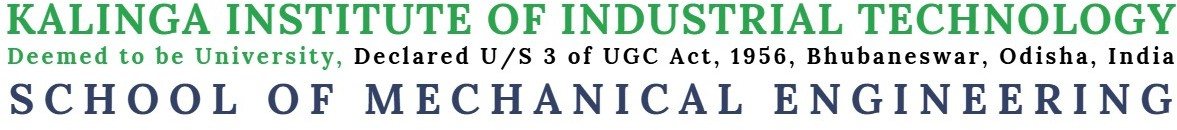 KALINGA INSTITUTE OF INDUSTRIAL TECHNOLOGY
Deemed to be University, Declared U/S 3 of UGC Act, 1956, Bhubaneswar, Odisha, India
SCHOOL OF MECHANICAL ENGINEERING